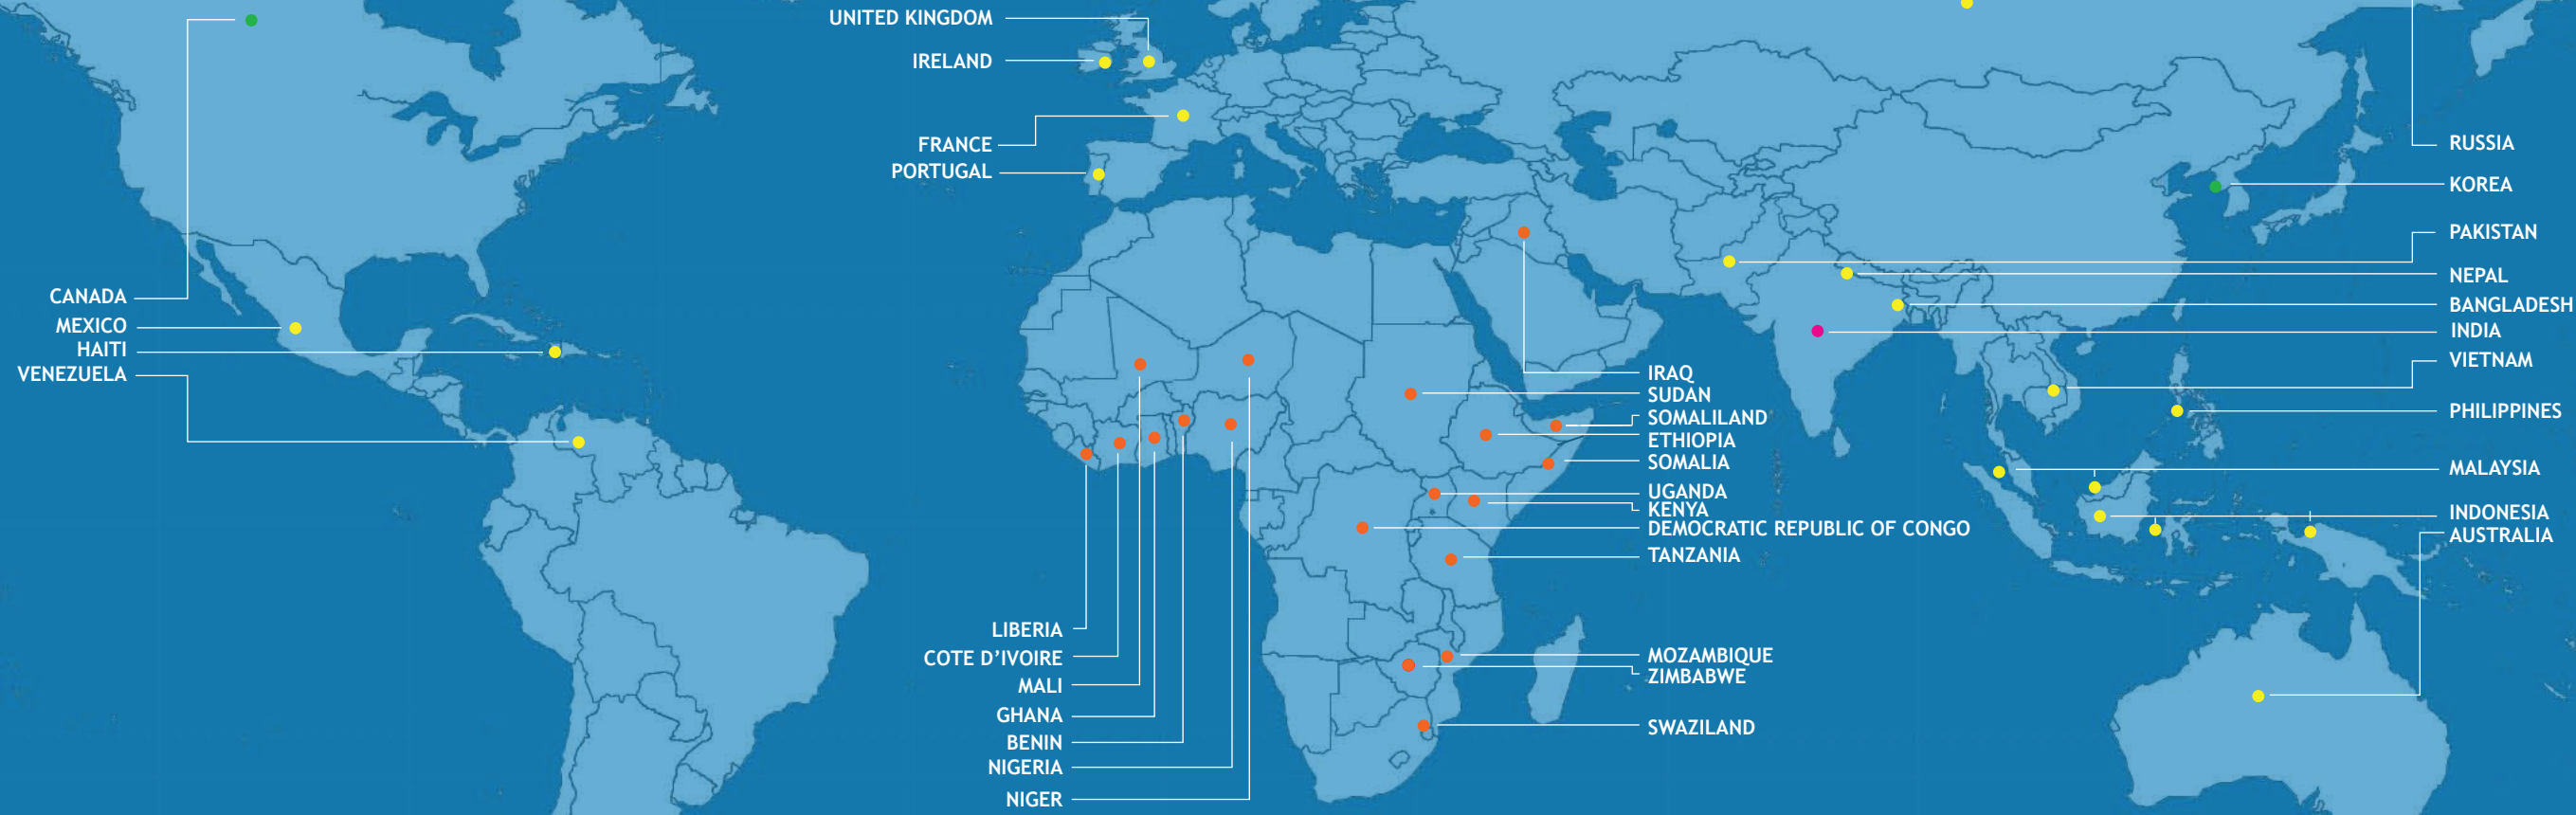 CANADA
MEXICO
HAITI
VENEZUELA
UNITED KINGDOM
IRELAND
FRANCE
PORTUGAL
LIBERIA
COTE D’IVOIRE
MALI
GHANA
BENIN
NIGERIA
NIGER
IRAQ
SUDAN
SOMALILAND
ETHIOPIA
SOMALIA
UGANDA
KENYA
DEMOCRATIC REPUBLIC OF CONGO
TANZANIA
MOZAMBIQUE
ZIMBABWE
SWAZILAND
RUSSIA
KOREA
PAKISTAN
NEPAL
BANGLADESH
INDIA
VIETNAM
PHILIPPINES
MALAYSIA
INDONESIA
AUSTRALIA